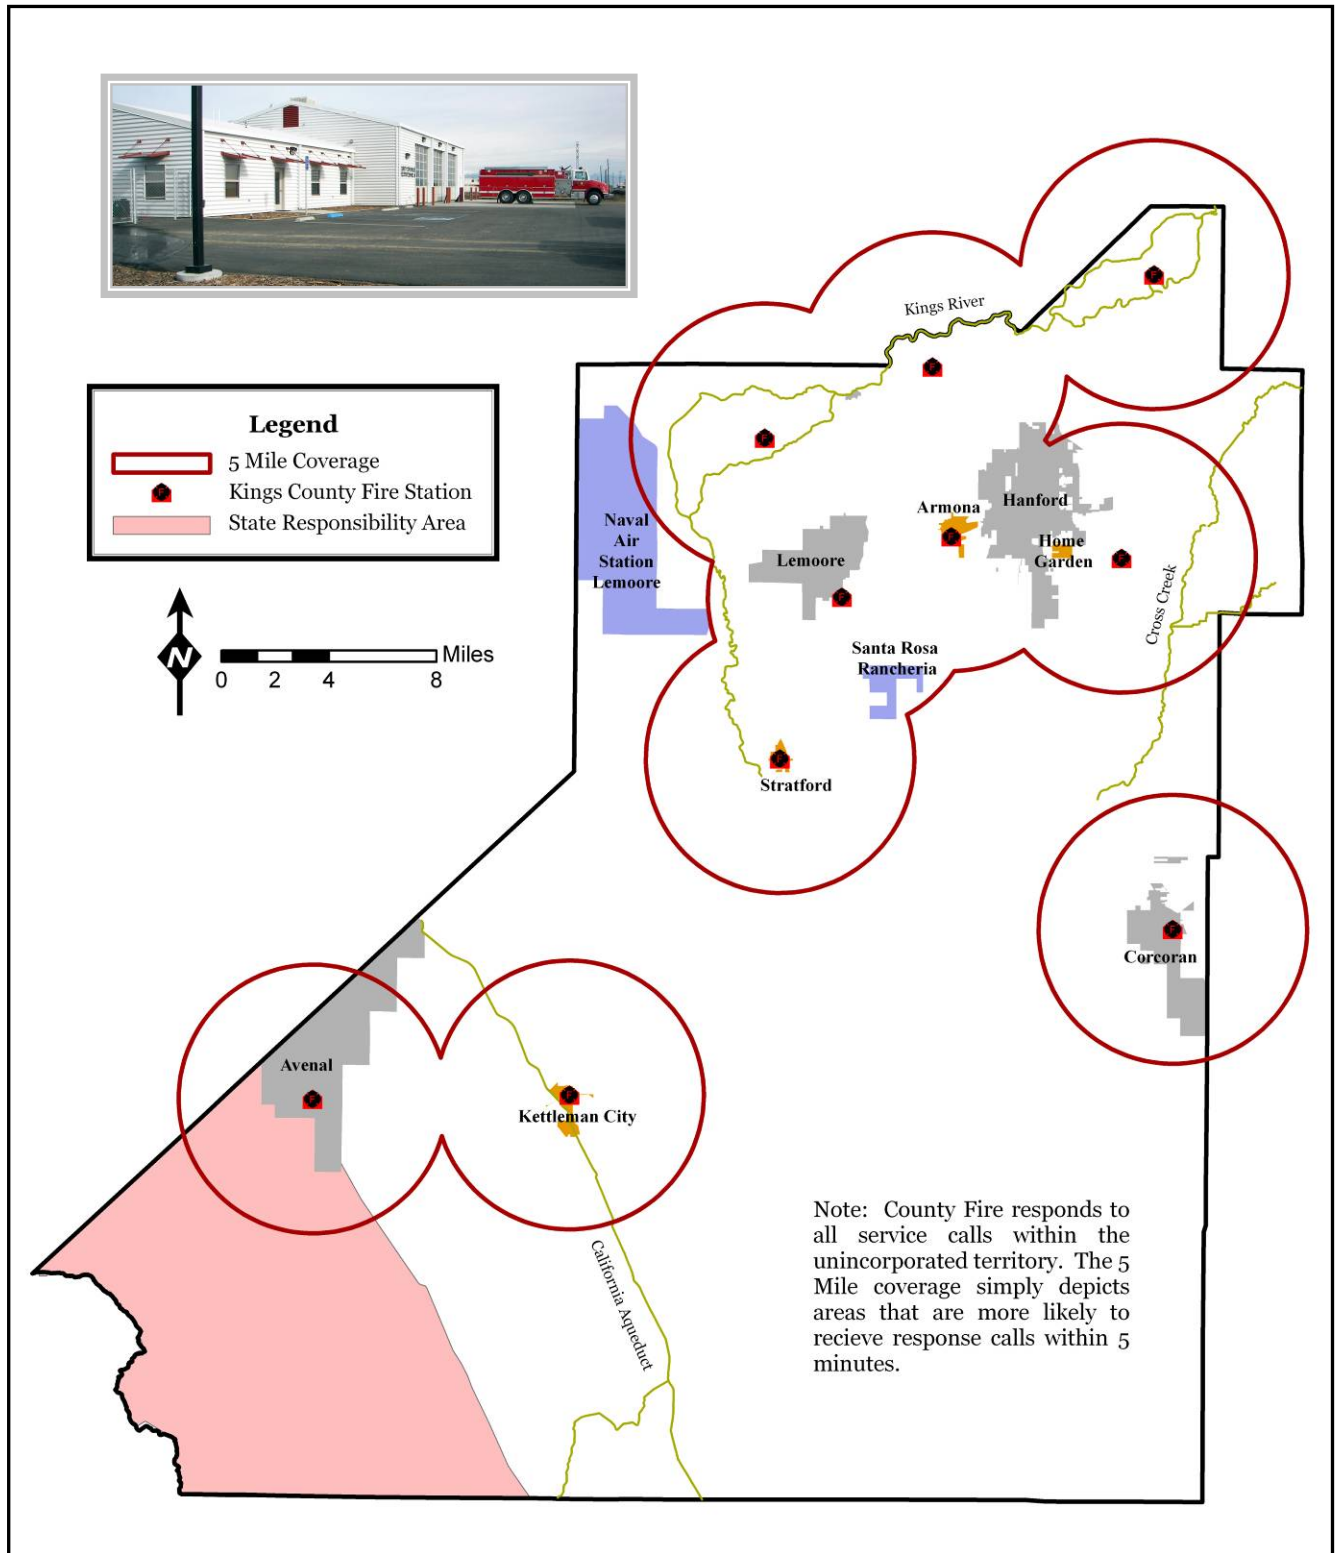 Kings River
Legend
5 Mile Coverage
F
Kings County Fire Station
State Responsibility Area
N
Miles
0 2 4 8
F
F
F
Naval
Air
Station
Lemoore
Armona
F
Hanford
Home
Garden
F
Lemoore
F
Cross Creek
Santa Rosa
Rancheria
F
Stratford
F
Corcoran
Avenal
F
F
Kettleman City
California Aqueduct
Note: County Fire responds to
all service calls within the
unincorporated territory. The 5
Mile coverage simply depicts
areas that are more likely to
recieve response calls within 5
minutes.